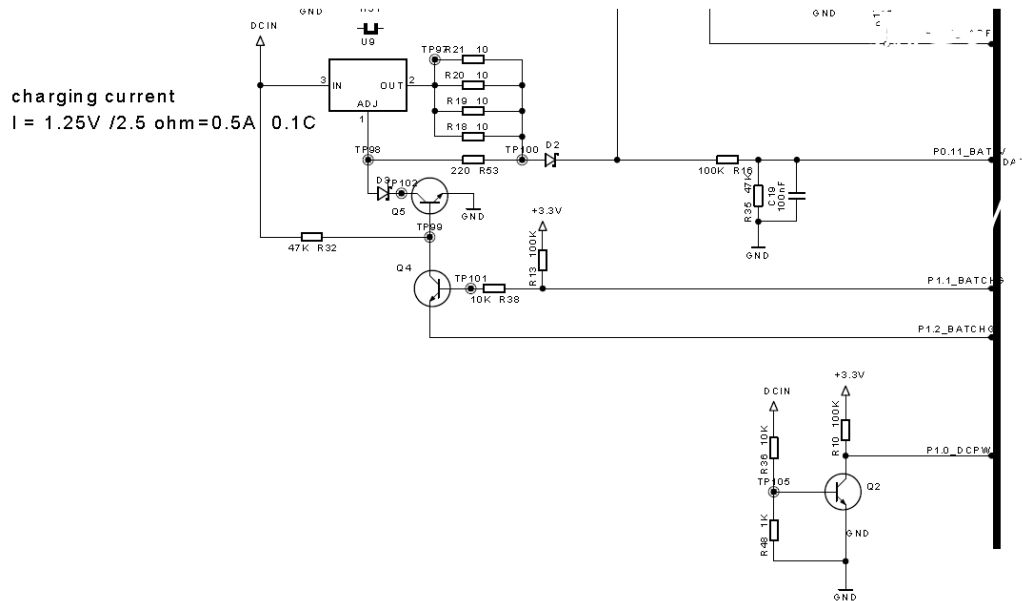 GND
GND
DCIN
U9
TP97
R21 10
3
IN
OUT
2
R20 10
ADJ
R19 10
1
R18 10
charging current
I = 1.25V /2.5 ohm=0.5A 0.1C
TP98
TP100
D2
220 R53
100K R16
P0.11_BAT
D3
TP102
Q5
GND
R35 47K
C19
100nF
TP99
+3.3V
47K R32
R13 100K
GND
Q4
TP101
10K R38
P1.1_BATCHG
P1.2_BATCHG
+3.3V
DCIN
R10 100K
R36 10K
P1.0_DCPW
TP105
Q2
R48 1K
GND
GND